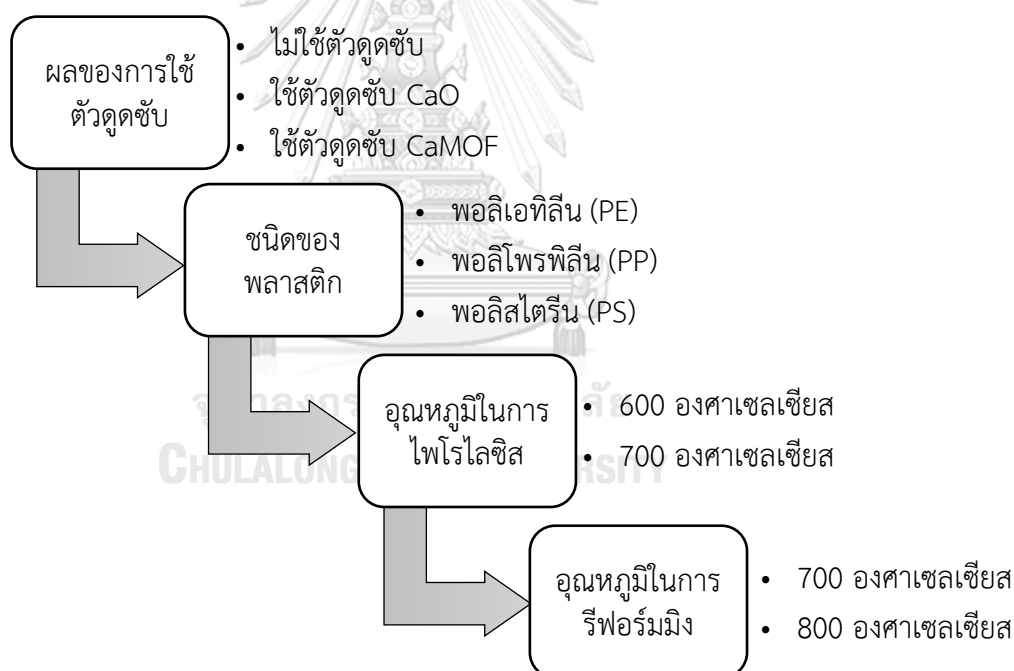 ผลของการใช้
ตัวดูดซับ
• ไม่ใช้ตัวดูดซับ
• ใช้ตัวดูดซับ CaO
• ใช้ตัวดูดซับ CaMOF
ชนิดของ
พลาสติก
• พอลิเอทิลีน (PE)
• พอลิโพรพิลีน (PP)
• พอลิสไตรีน (PS)
อุณหภูมิในการ
ไพโรไลซิส
• 600 องศาเซลเซียส
• 700 องศาเซลเซียส
อุณหภูมิในการ
รีฟอร์มมิง
• 700 องศาเซลเซียส
• 800 องศาเซลเซียส